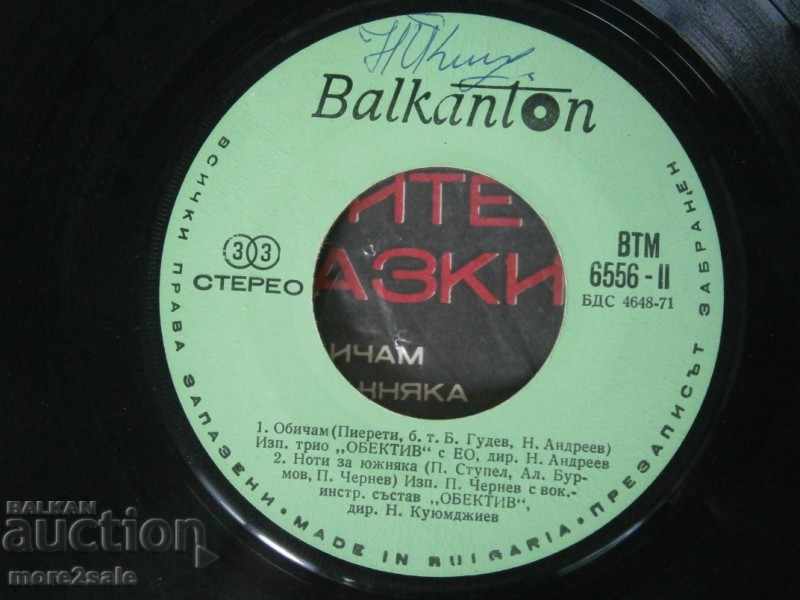 Balkanton
33
СТЕРЕО
ВТМ
6556 - II
БДС 4648-71
ИТЕ
АЗКИ
ИЧАМ
ННЯКА
1. Обичам (Пиерети, б. т. Б. Гудев, Н. Андреев)
Изп. трио „ОБЕКТИВ“ с ЕО, дир. Н. Андреев
2. Ноти за южняка (П. Ступел, Ал. Бур-
мов, П. Чернев) Изп. П. Чернев с вок.-
инстр. състав „ОБЕКТИВ“,
дир. Н. Куюмджиев
ВСИЧКИ ПРАВА ЗАПАЗЕНИ • MADE IN BULGARIA • ПРЕЗАПИСЪТ ЗАБРАНЕН
BALKAN
auction
more2sale